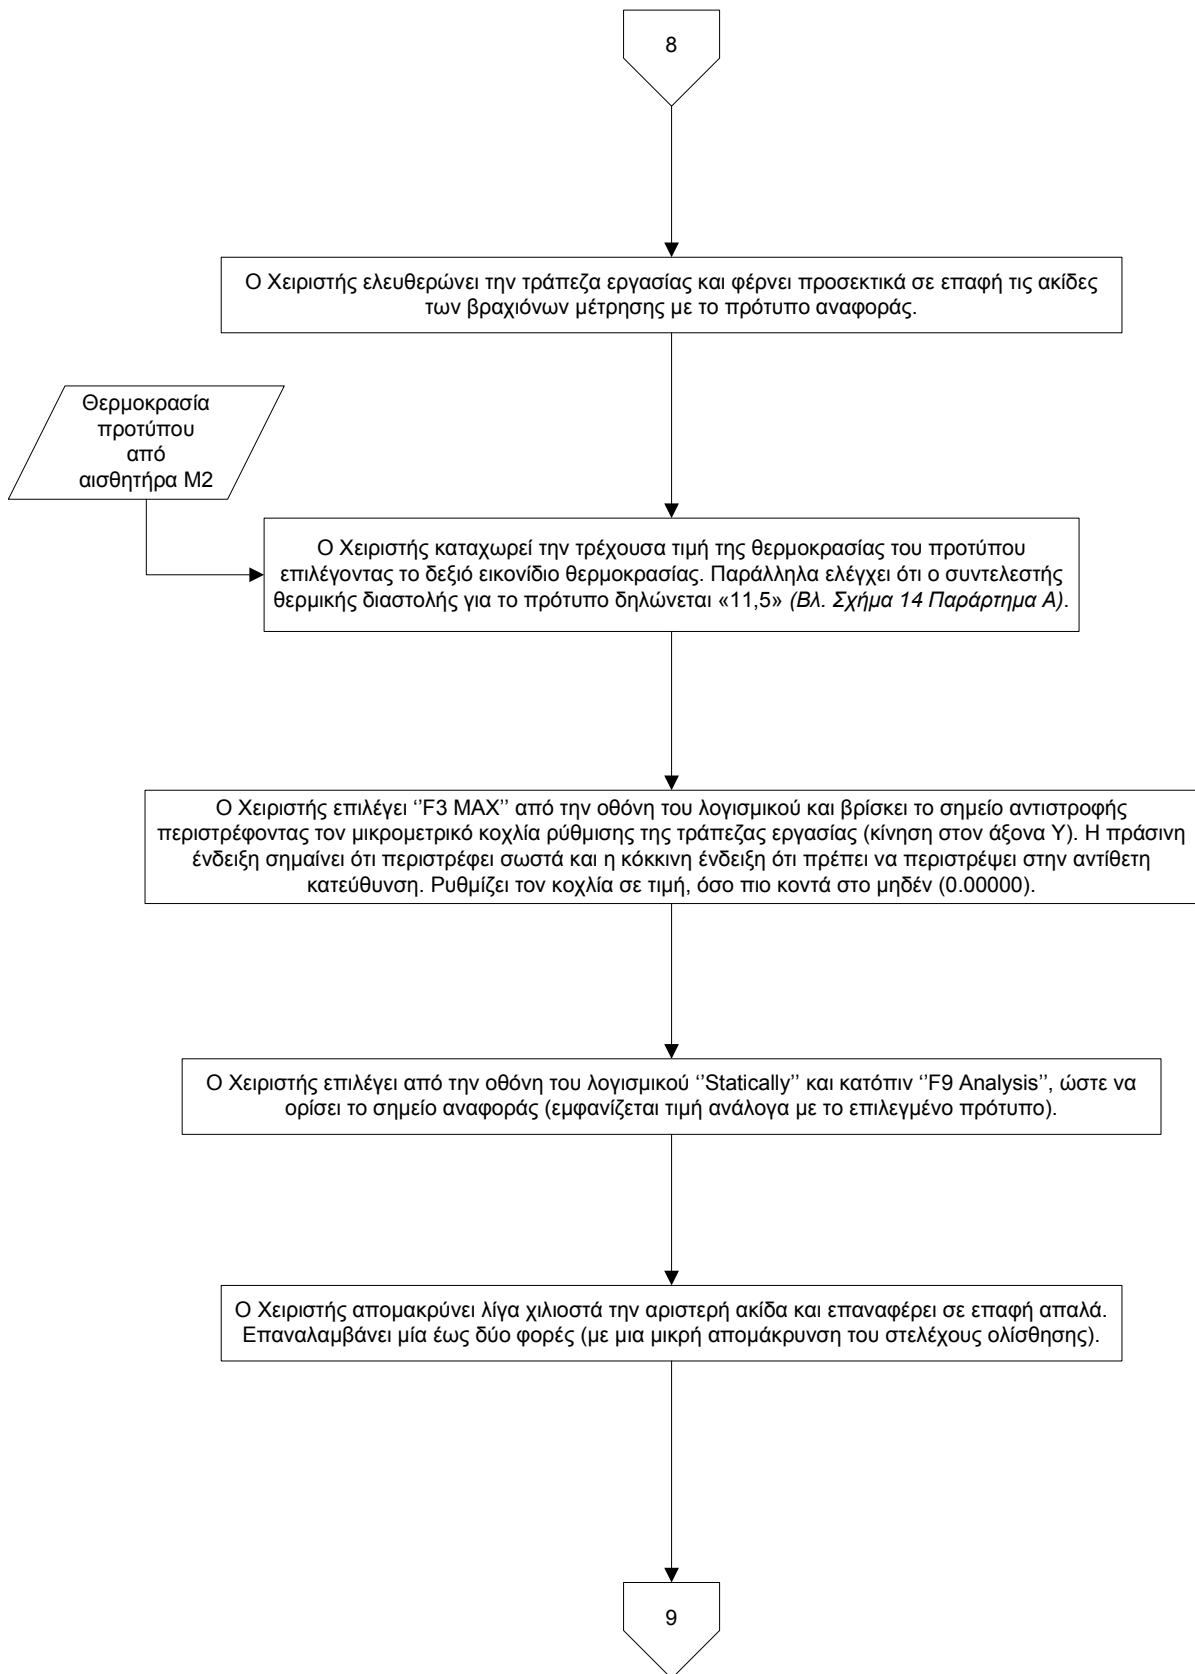 8
Ο Χειριστής ελευθερώνει την τράπεζα εργασίας και φέρνει προσεκτικά σε επαφή τις ακίδες
των βραχιόνων μέτρησης με το πρότυπο αναφοράς.
Θερμοκρασία
προτύπου
από
αισθητήρα M2
Ο Χειριστής καταχωρεί την τρέχουσα τιμή της θερμοκρασίας του προτύπου
επιλέγοντας το δεξιό εικονίδιο θερμοκρασίας. Παράλληλα ελέγχει ότι ο συντελεστής
θερμικής διαστολής για το πρότυπο δηλώνεται «11,5» (Βλ. Σχήμα 14 Παράρτημα Α).
Ο Χειριστής επιλέγει ‘’F3 MAX’’ από την οθόνη του λογισμικού και βρίσκει το σημείο αντιστροφής
περιστρέφοντας τον μικρομετρικό κοχλία ρύθμισης της τράπεζας εργασίας (κίνηση στον άξονα Υ). Η πράσινη
ένδειξη σημαίνει ότι περιστρέφει σωστά και η κόκκινη ένδειξη ότι πρέπει να περιστρέψει στην αντίθετη
κατεύθυνση. Ρυθμίζει τον κοχλία σε τιμή, όσο πιο κοντά στο μηδέν (0.00000).
Ο Χειριστής επιλέγει από την οθόνη του λογισμικού ‘’Statically’’ και κατόπιν ‘’F9 Analysis’’, ώστε να
ορίσει το σημείο αναφοράς (εμφανίζεται τιμή ανάλογα με το επιλεγμένο πρότυπο).
Ο Χειριστής απομακρύνει λίγα χιλιοστά την αριστερή ακίδα και επαναφέρει σε επαφή απαλά.
Επαναλαμβάνει μία έως δύο φορές (με μια μικρή απομάκρυνση του στελέχους ολίσθησης).
9